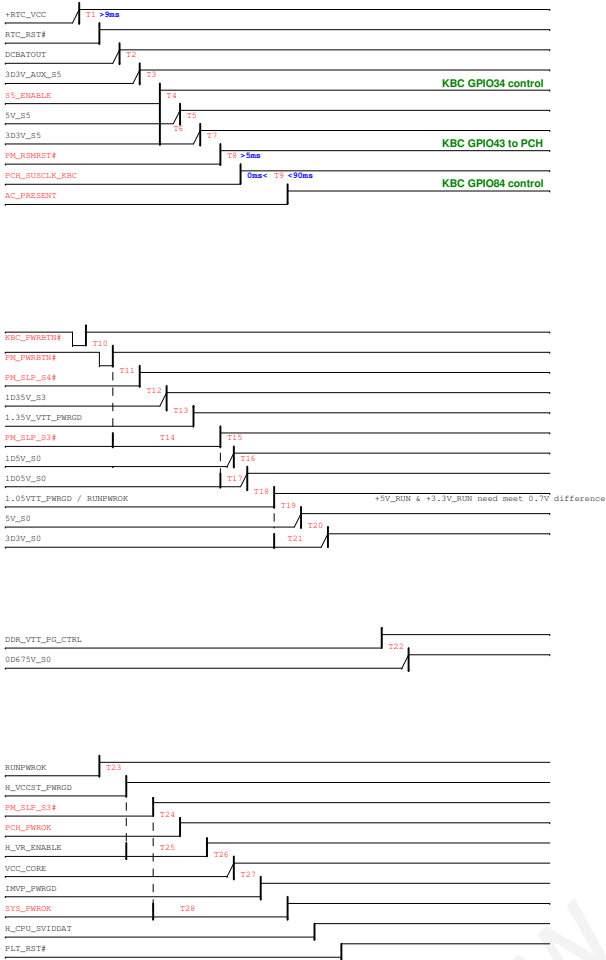 +RTC_VCC
T1 >9ms
RTC_RST#
DCBATOUT
T2
3D3V_AUX_S5
T3
KBC GPIO34 control
S5_ENABLE
T4
5V_S5
T5
T6
3D3V_S5
T7
KBC GPIO43 to PCH
PM_RSMRST#
T8 >5ms
PCH_SUSCLK_KBC
0ms< T9 <90ms
KBC GPIO84 control
AC_PRESENT
KBC_PWRBTN#
T10
PM_PWRBTN#
T11
PM_SLP_S4#
T12
1D35V_S3
T13
1.35V_VTT_PWRGD
PM_SLP_S3#
T14
T15
1D5V_S0
T16
1D05V_S0
T17
T18
1.05VTT_PWRGD / RUNPWROK
+5V_RUN & +3.3V_RUN need meet 0.7V difference
T19
5V_S0
T20
3D3V_S0
T21
DDR_VTT_PG_CTRL
T22
0D675V_S0
RUNPWROK
T23
H_VCCST_PWRGD
PM_SLP_S3#
T24
PCH_PWROK
H_VR_ENABLE
T25
T26
VCC_CORE
T27
IMVP_PWRGD
SYS_PWROK
T28
H_CPU_SVIDDAT
PLT_RST#